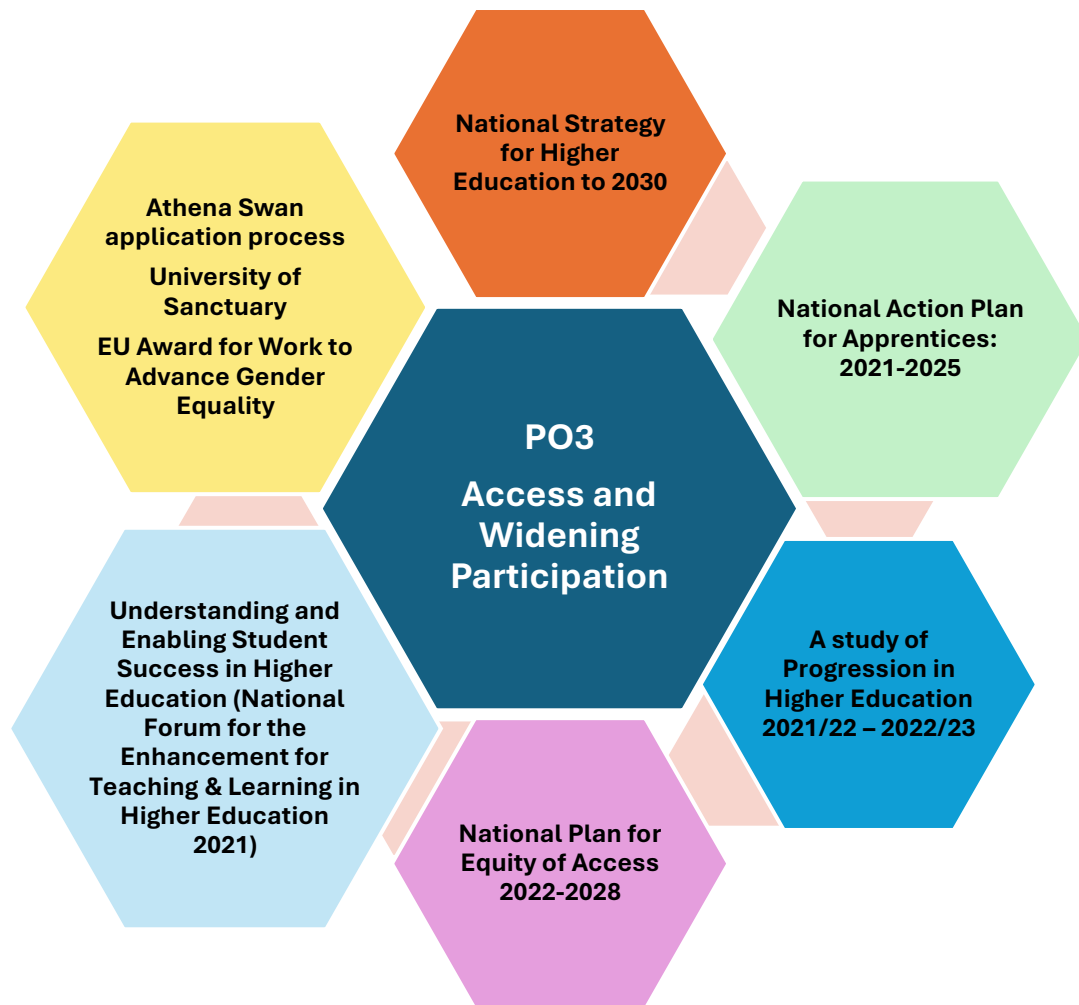 National Strategy
for Higher
Education to 2030
Athena Swan
application process
University of
Sanctuary
EU Award for Work to
Advance Gender
Equality
National Action Plan
for Apprentices:
2021-2025
PO3
Access and
Widening
Participation
Understanding and
Enabling Student
Success in Higher
Education (National
Forum for the
Enhancement for
Teaching & Learning in
Higher Education
2021)
A study of
Progression in
Higher Education
2021/22 – 2022/23
National Plan for
Equity of Access
2022-2028